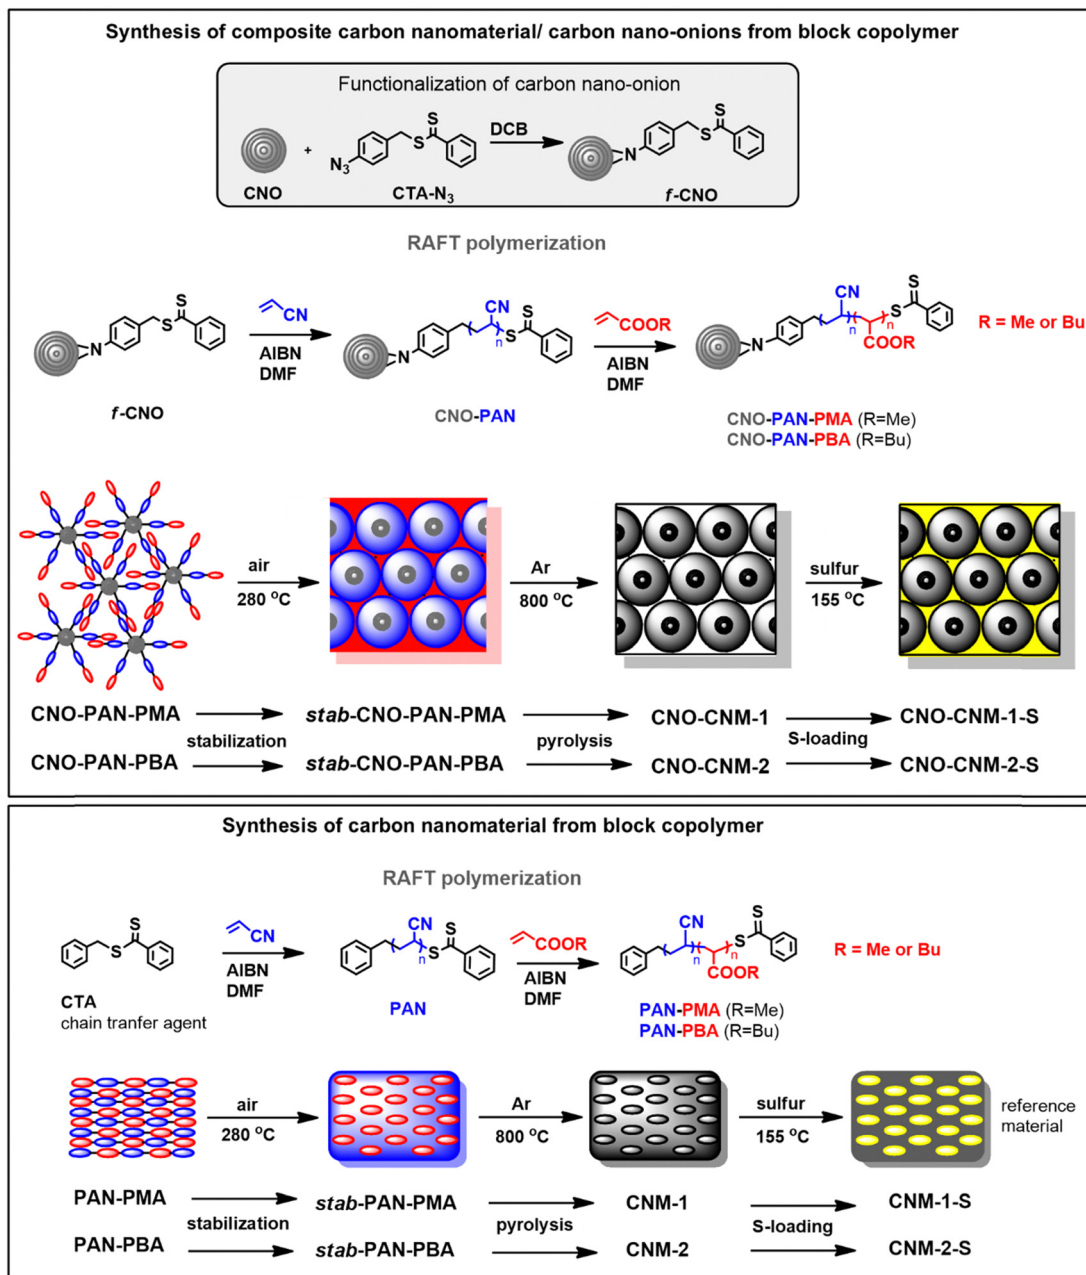 Synthesis of composite carbon nanomaterial/ carbon nano-onions from block copolymer
Functionalization of carbon nano-onion
CNO
+
N3
S
S
CTA-N3
DCB
N
S
S
f-CNO
RAFT polymerization
N
S
S
f-CNO
CN
AIBN
DMF
N
CN
n
S
S
CNO-PAN
COOR
AIBN
DMF
N
CN
n
COOR
n
S
S
CNO-PAN-PMA (R=Me)
CNO-PAN-PBA (R=Bu)
R = Me or Bu
air
280 °C
Ar
800 °C
sulfur
155 °C
CNO-PAN-PMA
stab-CNO-PAN-PMA
CNO-CNM-1
CNO-CNM-1-S
stabilization
pyrolysis
S-loading
CNO-PAN-PBA
stab-CNO-PAN-PBA
CNO-CNM-2
CNO-CNM-2-S
Synthesis of carbon nanomaterial from block copolymer
RAFT polymerization
S
S
CTA
chain tranfer agent
CN
AIBN
DMF
CN
n
S
S
PAN
COOR
AIBN
DMF
CN
n
COOR
n
S
S
PAN-PMA (R=Me)
PAN-PBA (R=Bu)
R = Me or Bu
air
280 °C
Ar
800 °C
sulfur
155 °C
reference
material
PAN-PMA
stab-PAN-PMA
CNM-1
CNM-1-S
stabilization
pyrolysis
S-loading
PAN-PBA
stab-PAN-PBA
CNM-2
CNM-2-S